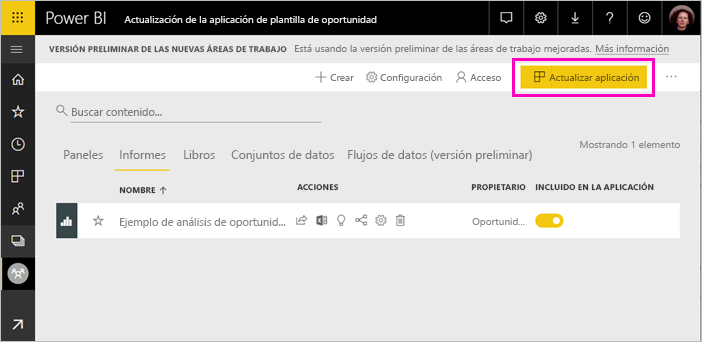 Power BI Actualización de la aplicación de plantilla de oportunidad
VERSIÓN PRELIMINAR DE LAS NUEVAS ÁREAS DE TRABAJO Está usando la versión preliminar de las áreas de trabajo mejoradas. Más información
Crear Configuración Acceso Actualizar aplicación
Buscar contenido...
Mostrando 1 elemento
Paneles Informes Libros Conjuntos de datos Flujos de datos (versión preliminar)
NOMBRE ACCIONES PROPIETARIO INCLUIDO EN LA APLICACIÓN
Ejemplo de análisis de oportunid... Oportunid...